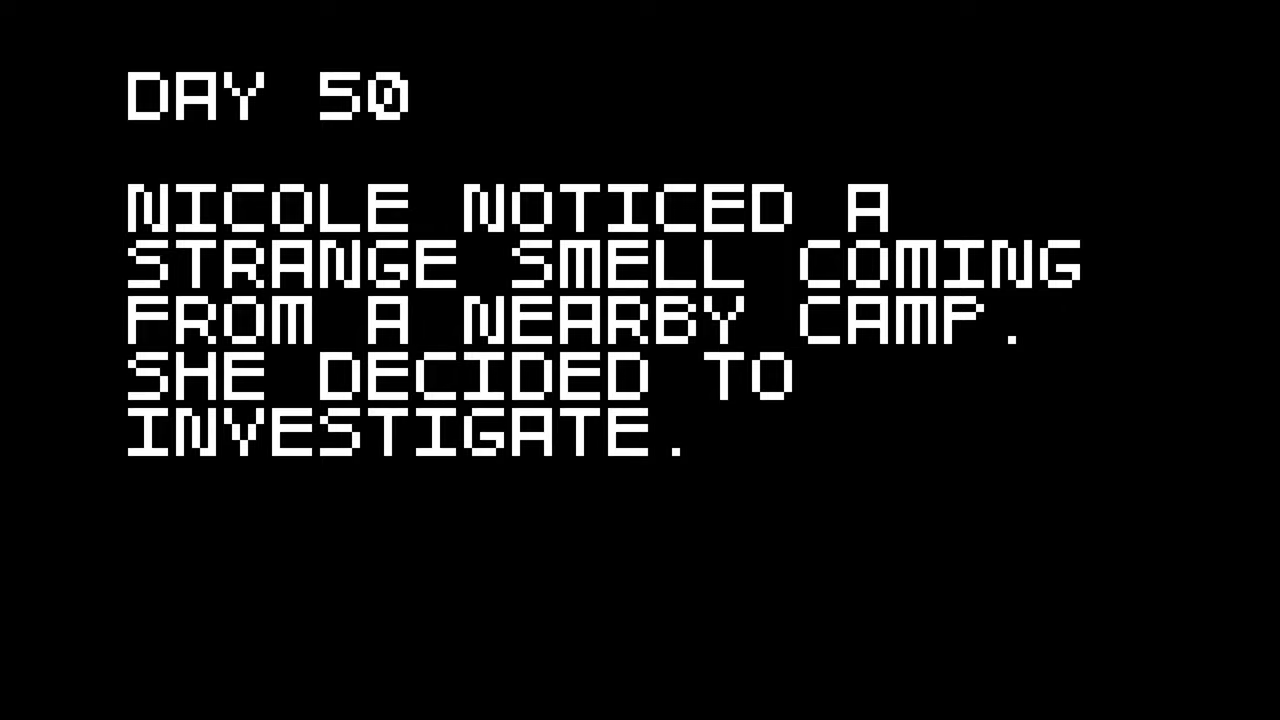 DAY 50
NICOLE NOTICED A
STRANGE SMELL COMING
FROM A NEARBY CAMP.
SHE DECIDED TO
INVESTIGATE.